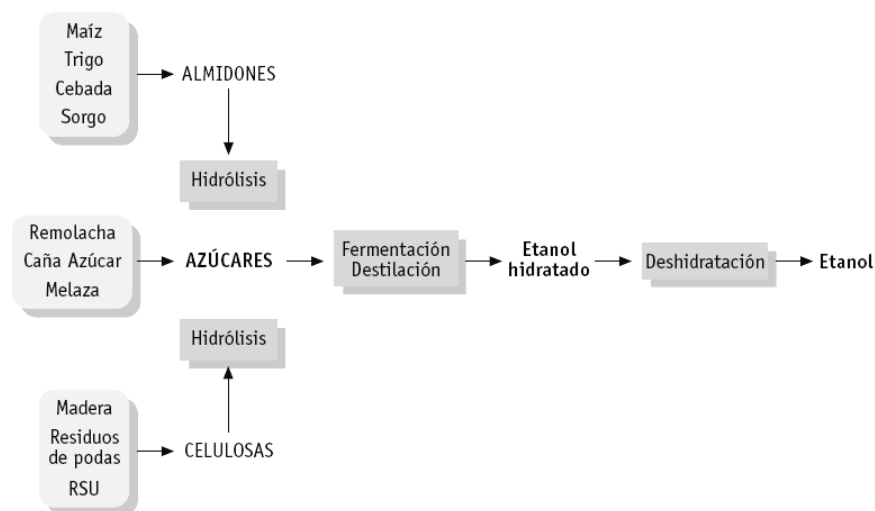 Maíz
Trigo
Cebada
Sorgo
ALMIDONES
Hidrólisis
Remolacha
Caña Azúcar
Melaza
AZÚCARES
Fermentación
Destilación
Etanol
hidratado
Deshidratación
Etanol
Hidrólisis
Madera
Residuos
de podas
RSU
CELULOSAS